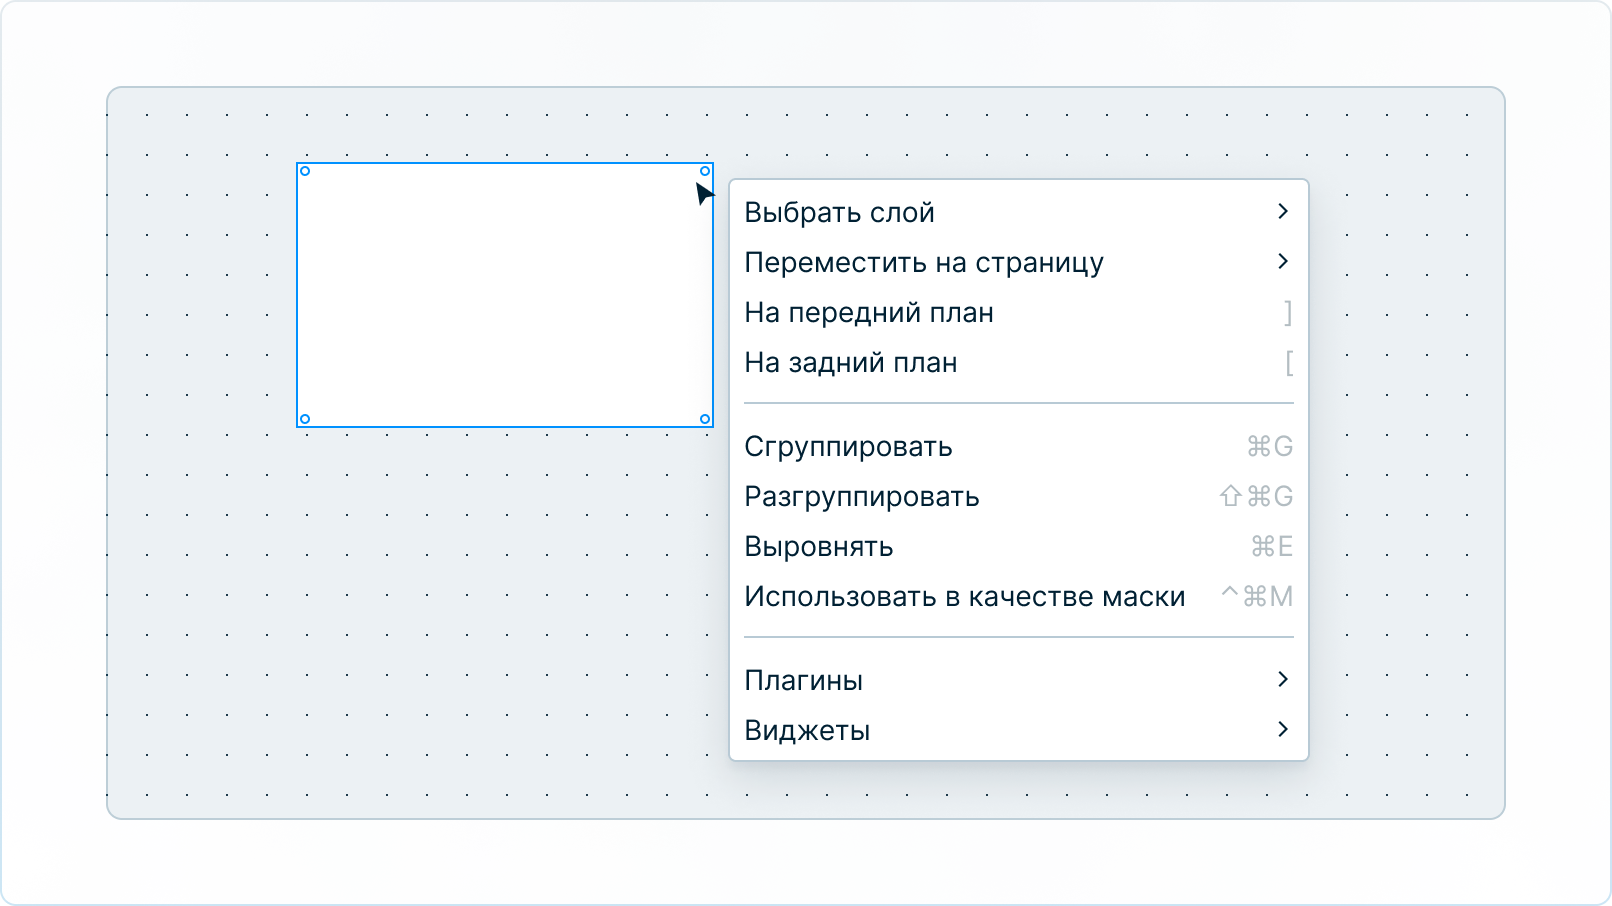 Выбрать слой
Переместить на страницу
На передний план ]
На задний план [
Сгруппировать ⌘G
Разгруппировать ⇧⌘G
Выровнять ⌘E
Использовать в качестве маски ^⌘M
Плагины
Виджеты